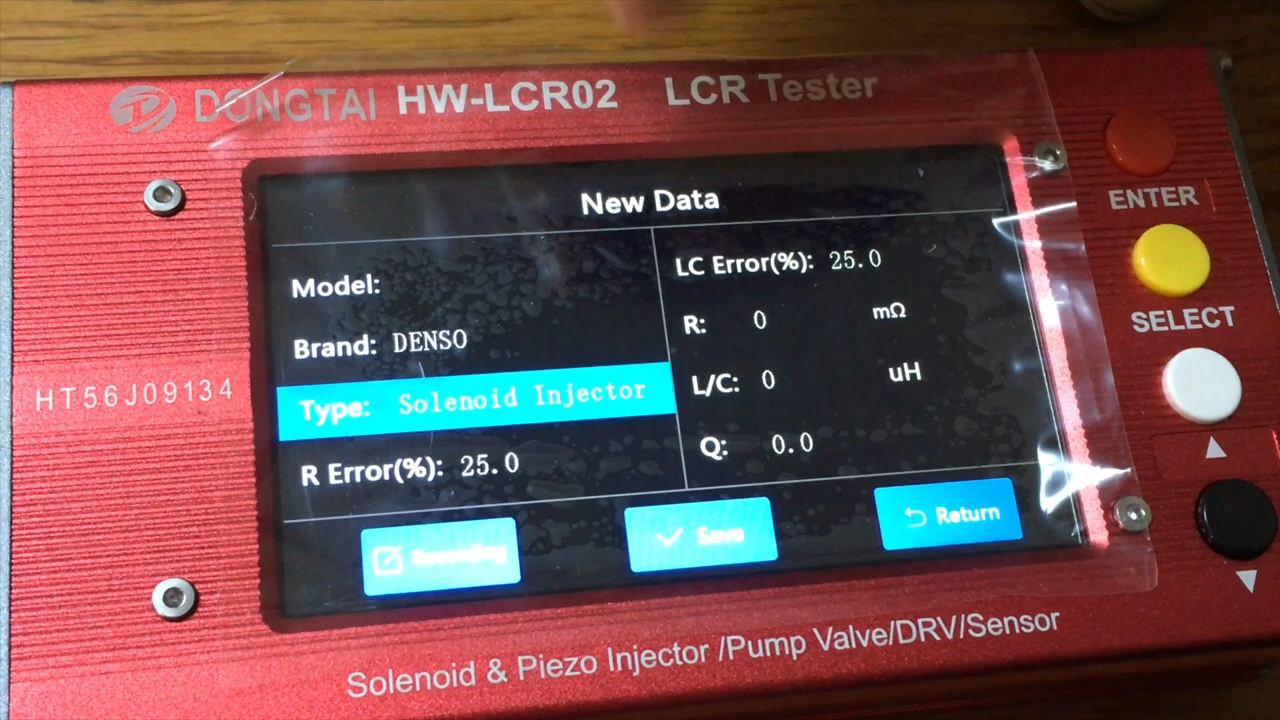 DONGTAI HW-LCR02 LCR Tester
New Data
Model:
Brand: DENSO
Type: Solenoid Injector
R Error(%): 25.0
LC Error(%): 25.0
R: 0 mΩ
L/C: 0 uH
Q: 0.0
Recording
Save
Return
HT56J09134
ENTER
SELECT
Solenoid & Piezo Injector /Pump Valve/DRV/Sensor